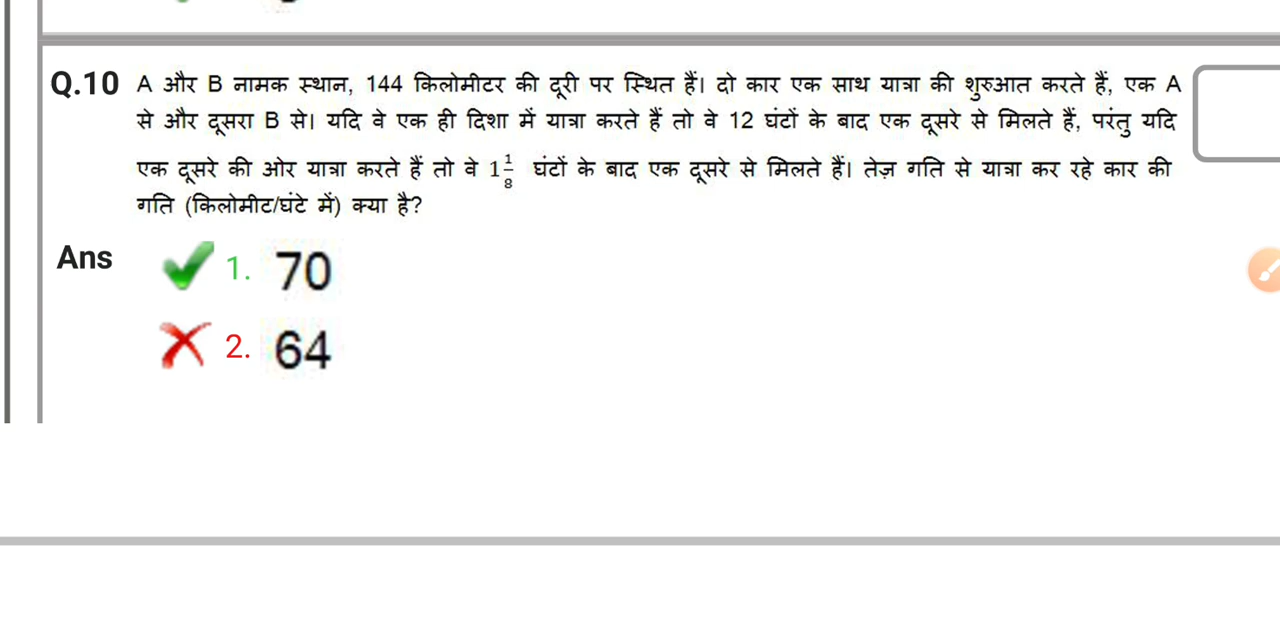 Q.10 A और B नामक स्थान, 144 किलोमीटर की दूरी पर स्थित हैं। दो कार एक साथ यात्रा की शुरुआत करते हैं, एक A
से और दूसरा B से। यदि वे एक ही दिशा में यात्रा करते हैं तो वे 12 घंटों के बाद एक दूसरे से मिलते हैं, परंतु यदि
एक दूसरे की ओर यात्रा करते हैं तो वे 1 1/8 घंटों के बाद एक दूसरे से मिलते हैं। तेज़ गति से यात्रा कर रहे कार की
गति (किलोमीट/घंटे में) क्या है?
Ans 1. 70
2. 64